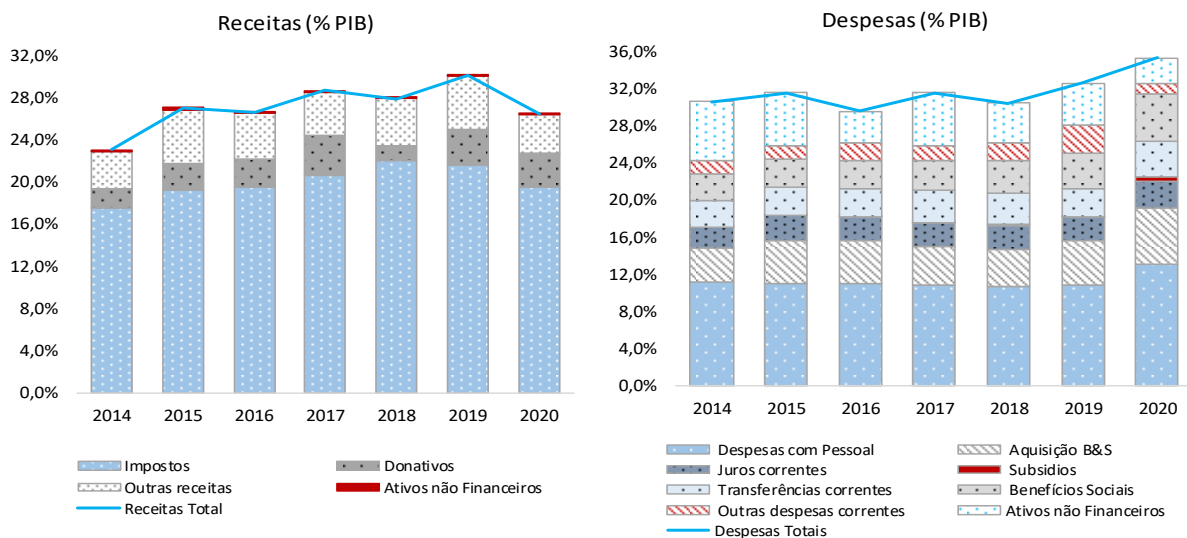 Receitas (% PIB)
32,0%
28,0%
24,0%
20,0%
16,0%
12,0%
8,0%
4,0%
0,0%
2014 2015 2016 2017 2018 2019 2020
Impostos Donativos
Outras receitas Ativos não Financeiros
Receitas Total
Despesas (% PIB)
36,0%
32,0%
28,0%
24,0%
20,0%
16,0%
12,0%
8,0%
4,0%
0,0%
2014 2015 2016 2017 2018 2019 2020
Despesas com Pessoal Aquisição B&S
Juros correntes Subsidios
Transferências correntes Benefícios Sociais
Outras despesas correntes Ativos não Financeiros
Despesas Totais